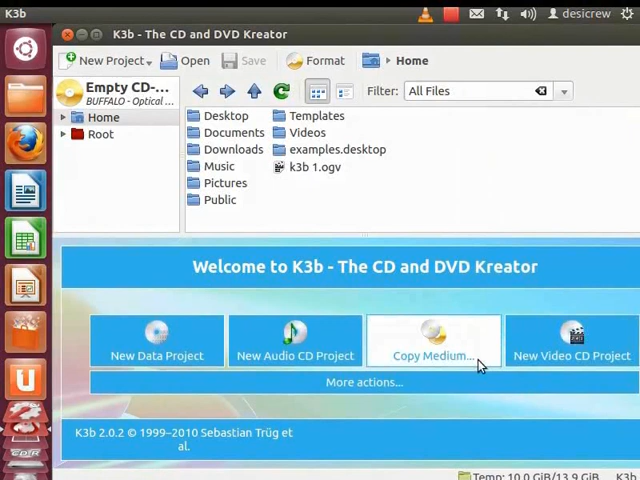 K3b
desicrew
K3b - The CD and DVD Kreator
New Project
Open
Save
Format
Home
Empty CD-...
BUFFALO - Optical ...
Home
Root
Filter:
All Files
Desktop
Templates
Documents
Videos
Downloads
examples.desktop
Music
k3b 1.ogv
Pictures
Public
Welcome to K3b - The CD and DVD Kreator
New Data Project
New Audio CD Project
Copy Medium...
New Video CD Project
More actions...
K3b 2.0.2 © 1999–2010 Sebastian Trüg et
al.
Temp: 10.0 GiB/13.9 GiB
K3b